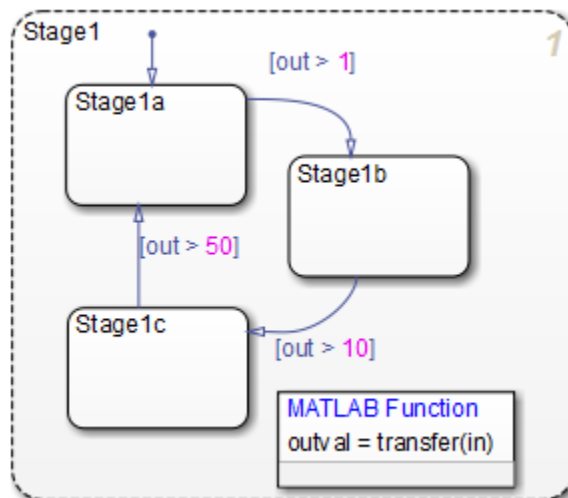 Stage1
1
[out > 1]
Stage1a
Stage1b
[out > 50]
Stage1c
[out > 10]
MATLAB Function
outval = transfer(in)